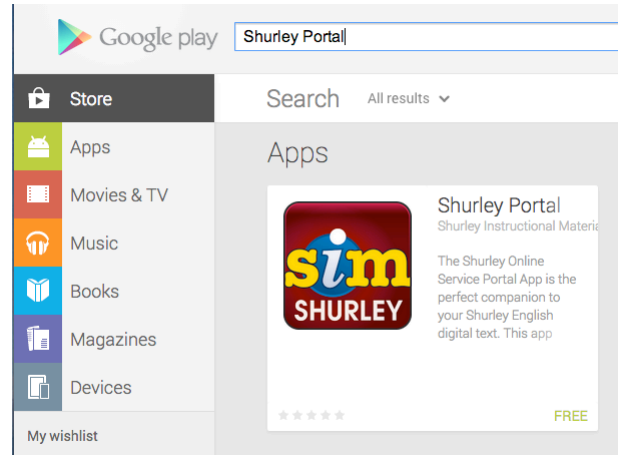 Google play
Shurley Portal
Store
Search
All results
Apps
Movies & TV
Music
Books
Magazines
Devices
My wishlist
Apps
sim
SHURLEY
Shurley Portal
Shurley Instructional Materia
The Shurley Online
Service Portal App is the
perfect companion to
your Shurley English
digital text. This app
FREE